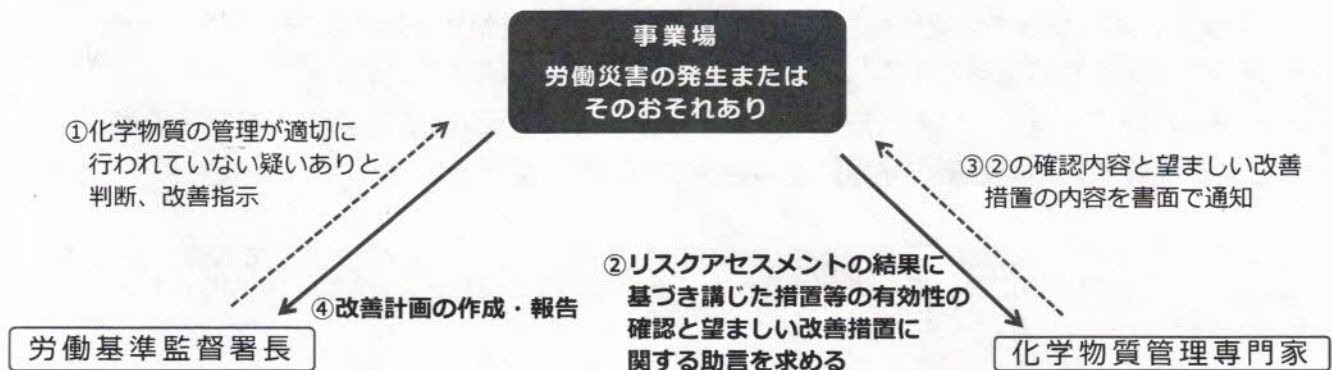 事業場
労働災害の発生または
そのおそれあり
①化学物質の管理が適切に
行われていない疑いありと
判断、改善指示
③②の確認内容と望ましい改善
措置の内容を書面で通知
②リスクアセスメントの結果に
基づき講じた措置等の有効性の
確認と望ましい改善措置に
関する助言を求める
④改善計画の作成・報告
労働基準監督署長
化学物質管理専門家